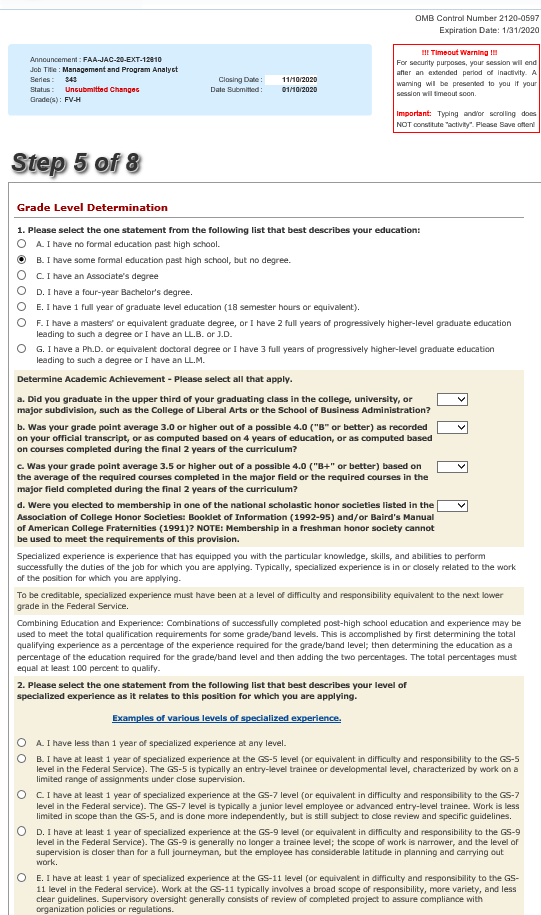 OMB Control Number 2120-0597
Expiration Date: 1/31/2020
Announcement : FAA-JAC-20-EXT-12610
Job Title : Management and Program Analyst
Series : 343 Closing Date : 11/10/2020
Status : Unsubmitted Changes Date Submitted : 01/10/2020
Grade(s) : FV-H
!!! Timeout Warning !!!
For security purposes, your session will end
after an extended period of inactivity. A
warning will be presented to you if your
session will timeout soon.
Important: Typing and/or scrolling does
NOT constitute "activity". Please Save often!
Step 5 of 8
Grade Level Determination
1. Please select the one statement from the following list that best describes your education:
A. I have no formal education past high school.
B. I have some formal education past high school, but no degree.
C. I have an Associate's degree
D. I have a four-year Bachelor's degree.
E. I have 1 full year of graduate level education (18 semester hours or equivalent).
F. I have a masters' or equivalent graduate degree, or I have 2 full years of progressively higher-level graduate education
leading to such a degree or I have an LL.B. or J.D.
G. I have a Ph.D. or equivalent doctoral degree or I have 3 full years of progressively higher-level graduate education
leading to such a degree or I have an LL.M.
Determine Academic Achievement - Please select all that apply.
a. Did you graduate in the upper third of your graduating class in the college, university, or
major subdivision, such as the College of Liberal Arts or the School of Business Administration?
b. Was your grade point average 3.0 or higher out of a possible 4.0 ("B" or better) as recorded
on your official transcript, or as computed based on 4 years of education, or as computed based
on courses completed during the final 2 years of the curriculum?
c. Was your grade point average 3.5 or higher out of a possible 4.0 ("B+" or better) based on
the average of the required courses completed in the major field or the required courses in the
major field completed during the final 2 years of the curriculum?
d. Were you elected to membership in one of the national scholastic honor societies listed in the
Association of College Honor Societies: Booklet of Information (1992-95) and/or Baird's Manual
of American College Fraternities (1991)? NOTE: Membership in a freshman honor society cannot
be used to meet the requirements of this provision.
Specialized experience is experience that has equipped you with the particular knowledge, skills, and abilities to perform
successfully the duties of the job for which you are applying. Typically, specialized experience is in or closely related to the work
of the position for which you are applying.
To be creditable, specialized experience must have been at a level of difficulty and responsibility equivalent to the next lower
grade in the Federal Service.
Combining Education and Experience: Combinations of successfully completed post-high school education and experience may be
used to meet the total qualification requirements for some grade/band levels. This is accomplished by first determining the total
qualifying experience as a percentage of the experience required for the grade/band level; then determining the education as a
percentage of the education required for the grade/band level and then adding the two percentages. The total percentages must
equal at least 100 percent to qualify.
2. Please select the one statement from the following list that best describes your level of
specialized experience as it relates to this position for which you are applying.
Examples of various levels of specialized experience.
A. I have less than 1 year of specialized experience at any level.
B. I have at least 1 year of specialized experience at the GS-5 level (or equivalent in difficulty and responsibility to the GS-5
level in the Federal Service). The GS-5 is typically an entry-level trainee or developmental level, characterized by work on a
limited range of assignments under close supervision.
C. I have at least 1 year of specialized experience at the GS-7 level (or equivalent in difficulty and responsibility to the GS-7
level in the Federal service). The GS-7 level is typically a junior level employee or advanced entry-level trainee. Work is less
limited in scope than the GS-5, and is done more independently, but is still subject to close review and specific guidelines.
D. I have at least 1 year of specialized experience at the GS-9 level (or equivalent in difficulty and responsibility to the GS-9
level in the Federal Service). The GS-9 is generally no longer a trainee level; the scope of work is narrower, and the level of
supervision is closer than for a full journeyman, but the employee has considerable latitude in planning and carrying out
work.
E. I have at least 1 year of specialized experience at the GS-11 level (or equivalent in difficulty and responsibility to the GS-
11 level in the Federal service). Work at the GS-11 typically involves a broad scope of responsibility, more variety, and less
clear guidelines. Supervisory oversight generally consists of review of completed project to assure compliance with
organization policies or regulations.